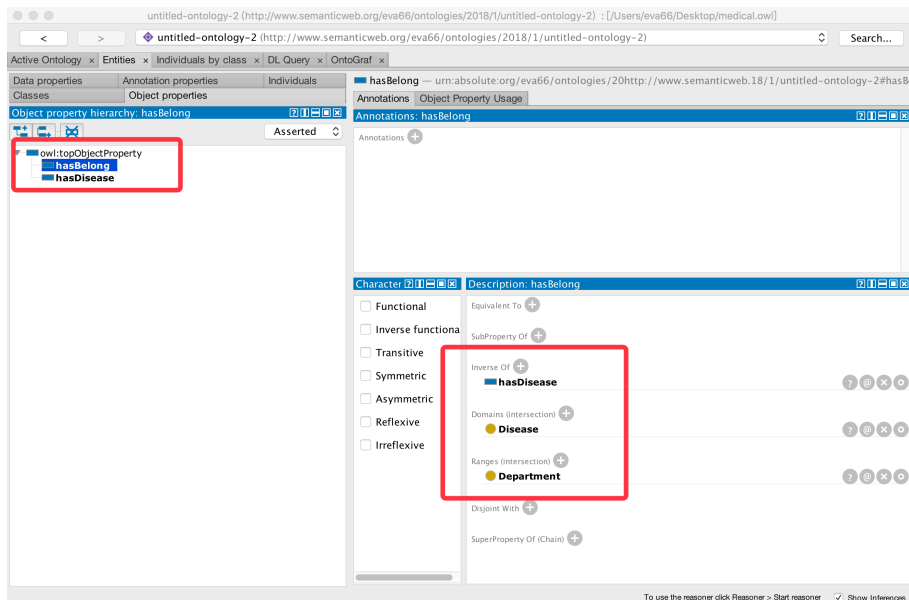 untitled-ontology-2 (http://www.semanticweb.org/eva66/ontologies/2018/1/untitled-ontology-2) : [/Users/eva66/Desktop/medical.owl]
< > untitled-ontology-2 (http://www.semanticweb.org/eva66/ontologies/2018/1/untitled-ontology-2) Search...
Active Ontology × Entities × Individuals by class × DL Query × OntoGraf ×
Data properties Annotation properties Individuals
Classes Object properties
Object property hierarchy: hasBelong
Asserted
owl:topObjectProperty
hasBelong
hasDisease
hasBelong — urn:absolute:org/eva66/ontologies/20http://www.semanticweb.18/1/untitled-ontology-2#hasB
Annotations Object Property Usage
Annotations: hasBelong
Annotations
Character
Functional
Inverse functiona
Transitive
Symmetric
Asymmetric
Reflexive
Irreflexive
Description: hasBelong
Equivalent To
SubProperty Of
Inverse Of
hasDisease
Domains (intersection)
Disease
Ranges (intersection)
Department
Disjoint With
SuperProperty Of (Chain)
To use the reasoner click Reasoner > Start reasoner Show Inferences